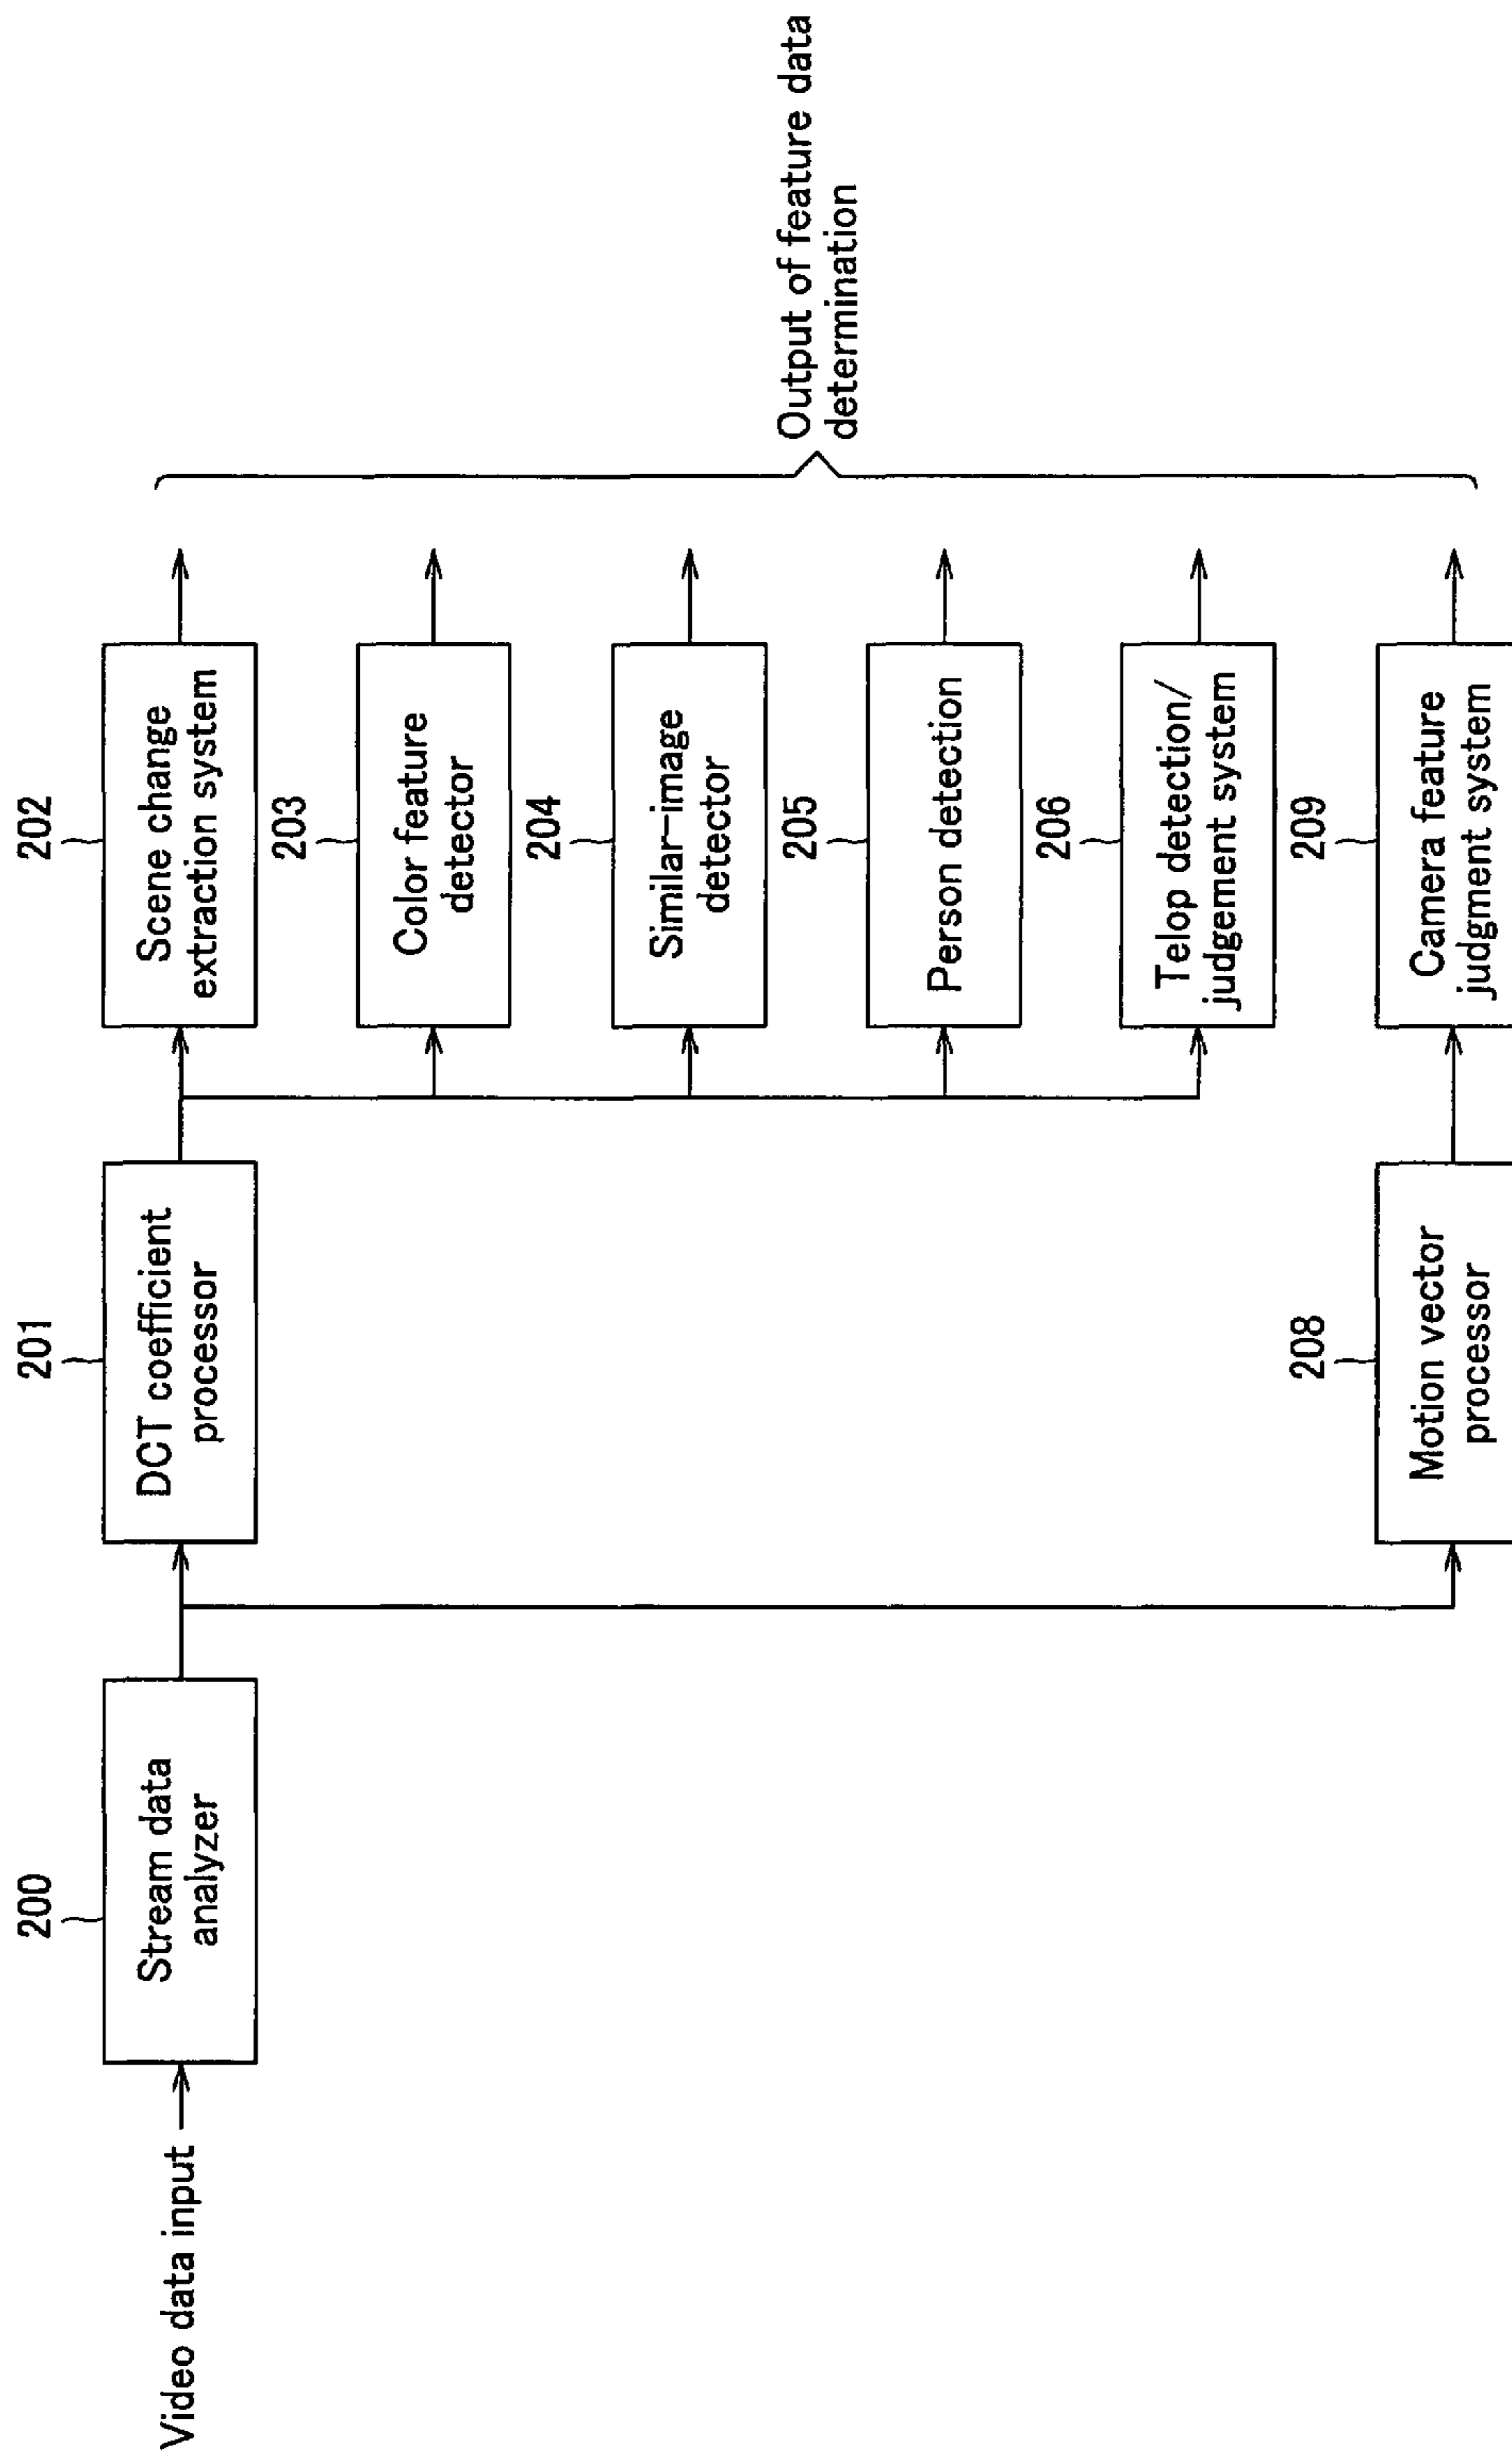 Video data input
200
Stream data
analyzer
201
DCT coefficient
processor
202
Scene change
extraction system
203
Color feature
detector
204
Similar-image
detector
205
Person detection
206
Telop detection/
judgement system
208
Motion vector
processor
209
Camera feature
judgment system
Output of feature data
determination